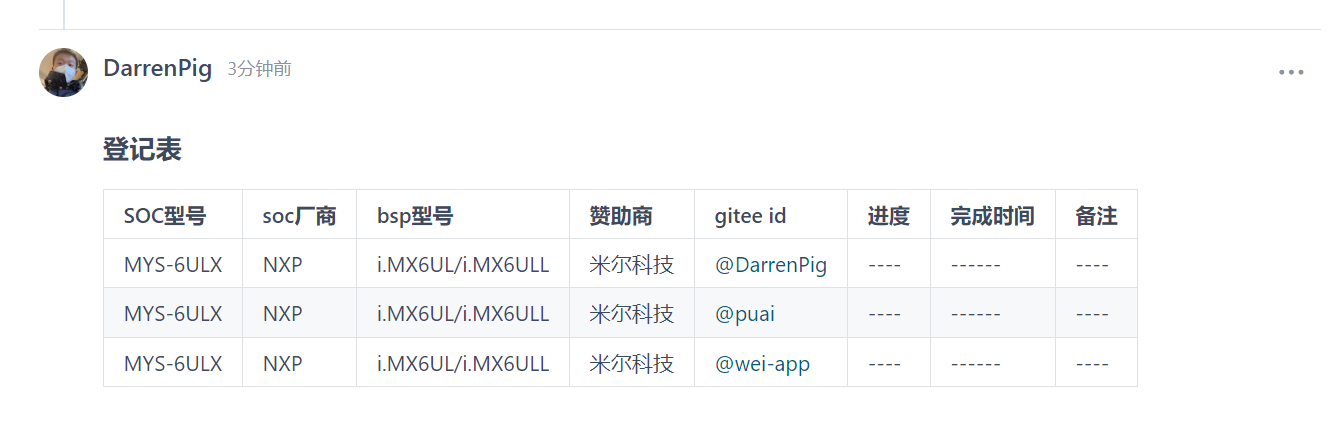 DarrenPig 3分钟前
登记表
SOC型号 soc厂商 bsp型号 赞助商 gitee id 进度 完成时间 备注
MYS-6ULX NXP i.MX6UL/i.MX6ULL 米尔科技 @DarrenPig ---- ------ ----
MYS-6ULX NXP i.MX6UL/i.MX6ULL 米尔科技 @puai ---- ------ ----
MYS-6ULX NXP i.MX6UL/i.MX6ULL 米尔科技 @wei-app ---- ------ ----